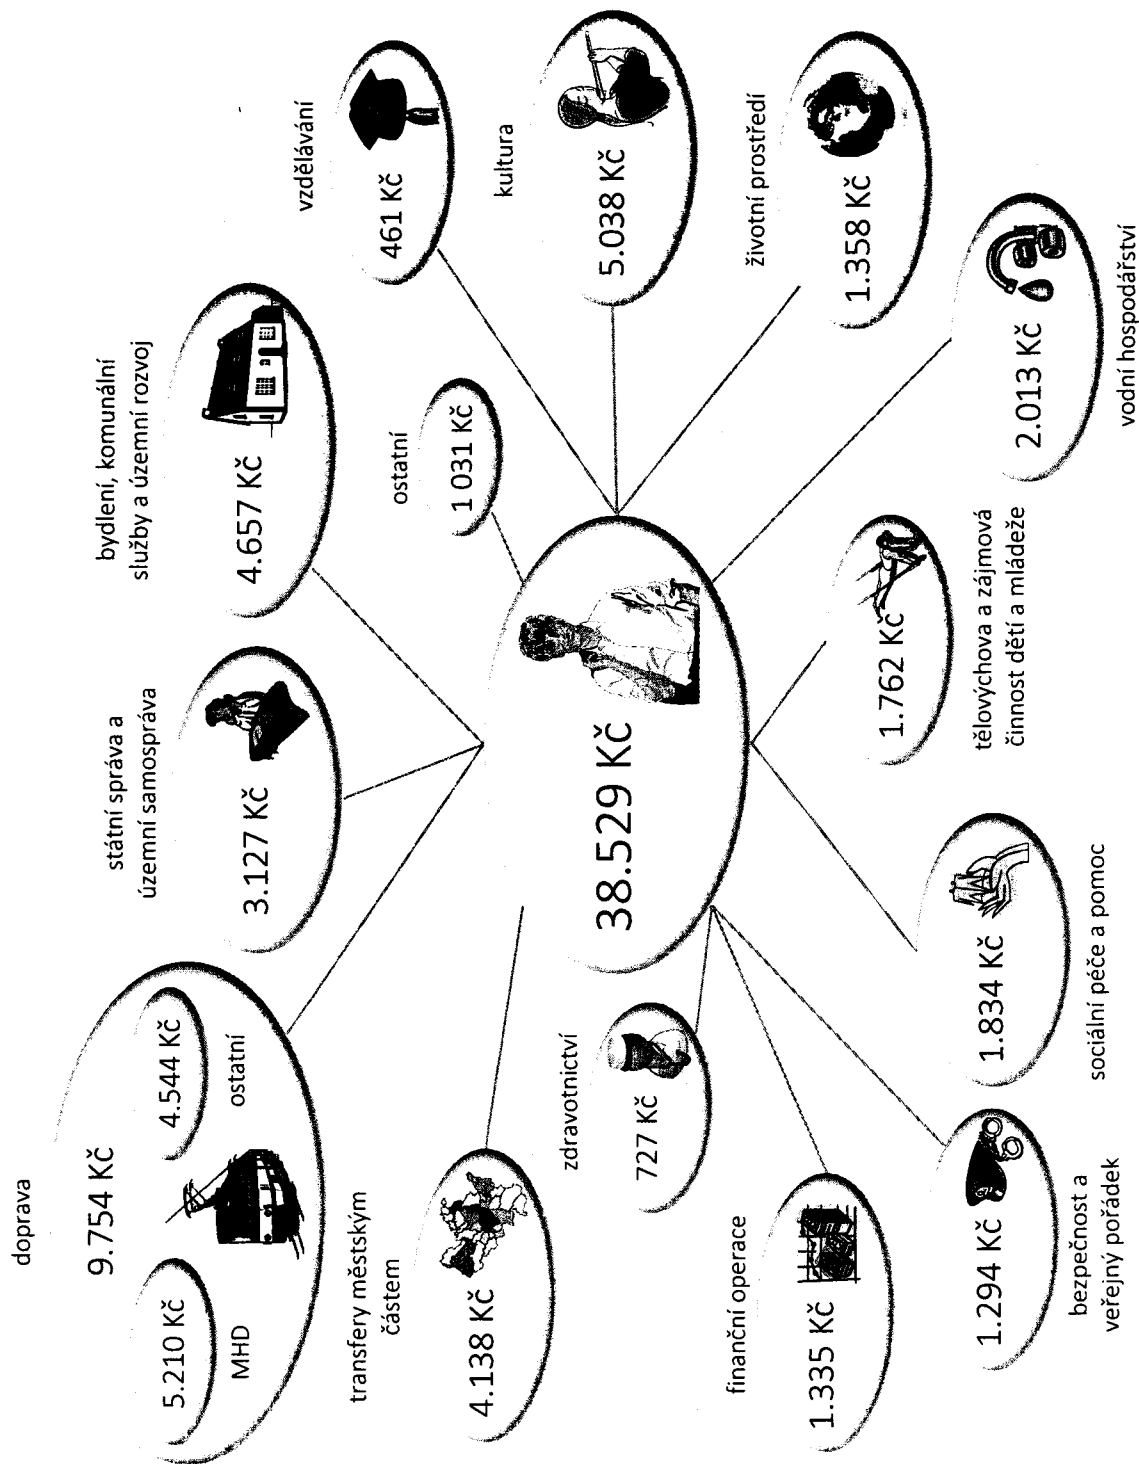 doprava
9.754 Kč
5.210 Kč
MHD
4.544 Kč
ostatní
státní správa a
územní samospráva
3.127 Kč
bydlení, komunální
služby a územní rozvoj
4.657 Kč
vzdělávání
461 Kč
ostatní
1 031 Kč
kultura
5.038 Kč
životní prostředí
1.358 Kč
vodní hospodářství
2.013 Kč
tělovýchova a zájmová
činnost dětí a mládeže
1.762 Kč
sociální péče a pomoc
1.834 Kč
bezpečnost a
veřejný pořádek
1.294 Kč
finanční operace
1.335 Kč
zdravotnictví
727 Kč
transfery městským
částem
4.138 Kč
38.529 Kč